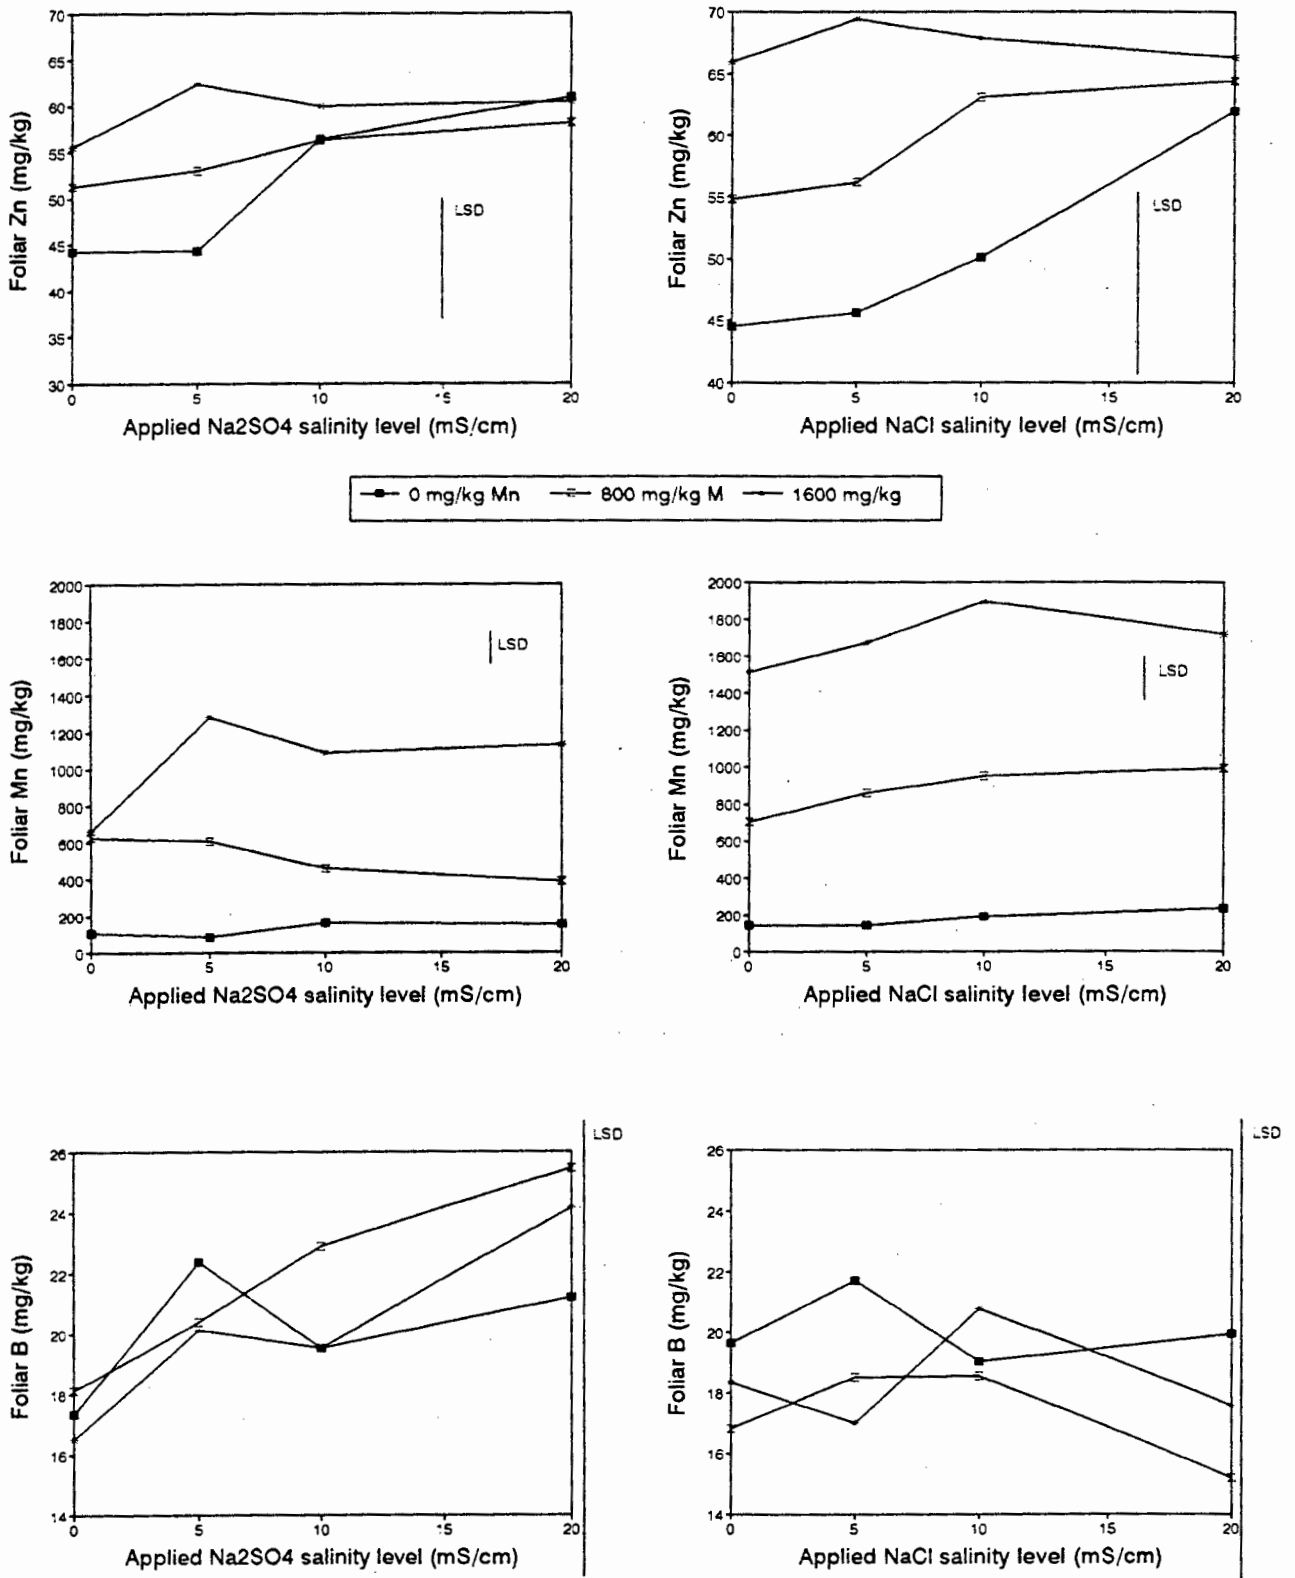 70
65
60
55
50
45
40
35
30
Foliar Zn (mg/kg)
LSD
0 5 10 15 20
Applied Na2SO4 salinity level (mS/cm)
70
65
60
55
50
45
40
Foliar Zn (mg/kg)
LSD
0 5 10 15 20
Applied NaCl salinity level (mS/cm)
0 mg/kg Mn 800 mg/kg M 1600 mg/kg
2000
1800
1600
1400
1200
1000
800
600
400
200
0
Foliar Mn (mg/kg)
LSD
0 5 10 15 20
Applied Na2SO4 salinity level (mS/cm)
2000
1800
1600
1400
1200
1000
800
600
400
200
0
Foliar Mn (mg/kg)
LSD
0 5 10 15 20
Applied NaCl salinity level (mS/cm)
26
24
22
20
18
16
14
Foliar B (mg/kg)
LSD
0 5 10 15 20
Applied Na2SO4 salinity level (mS/cm)
26
24
22
20
18
16
14
Foliar B (mg/kg)
LSD
0 5 10 15 20
Applied NaCl salinity level (mS/cm)